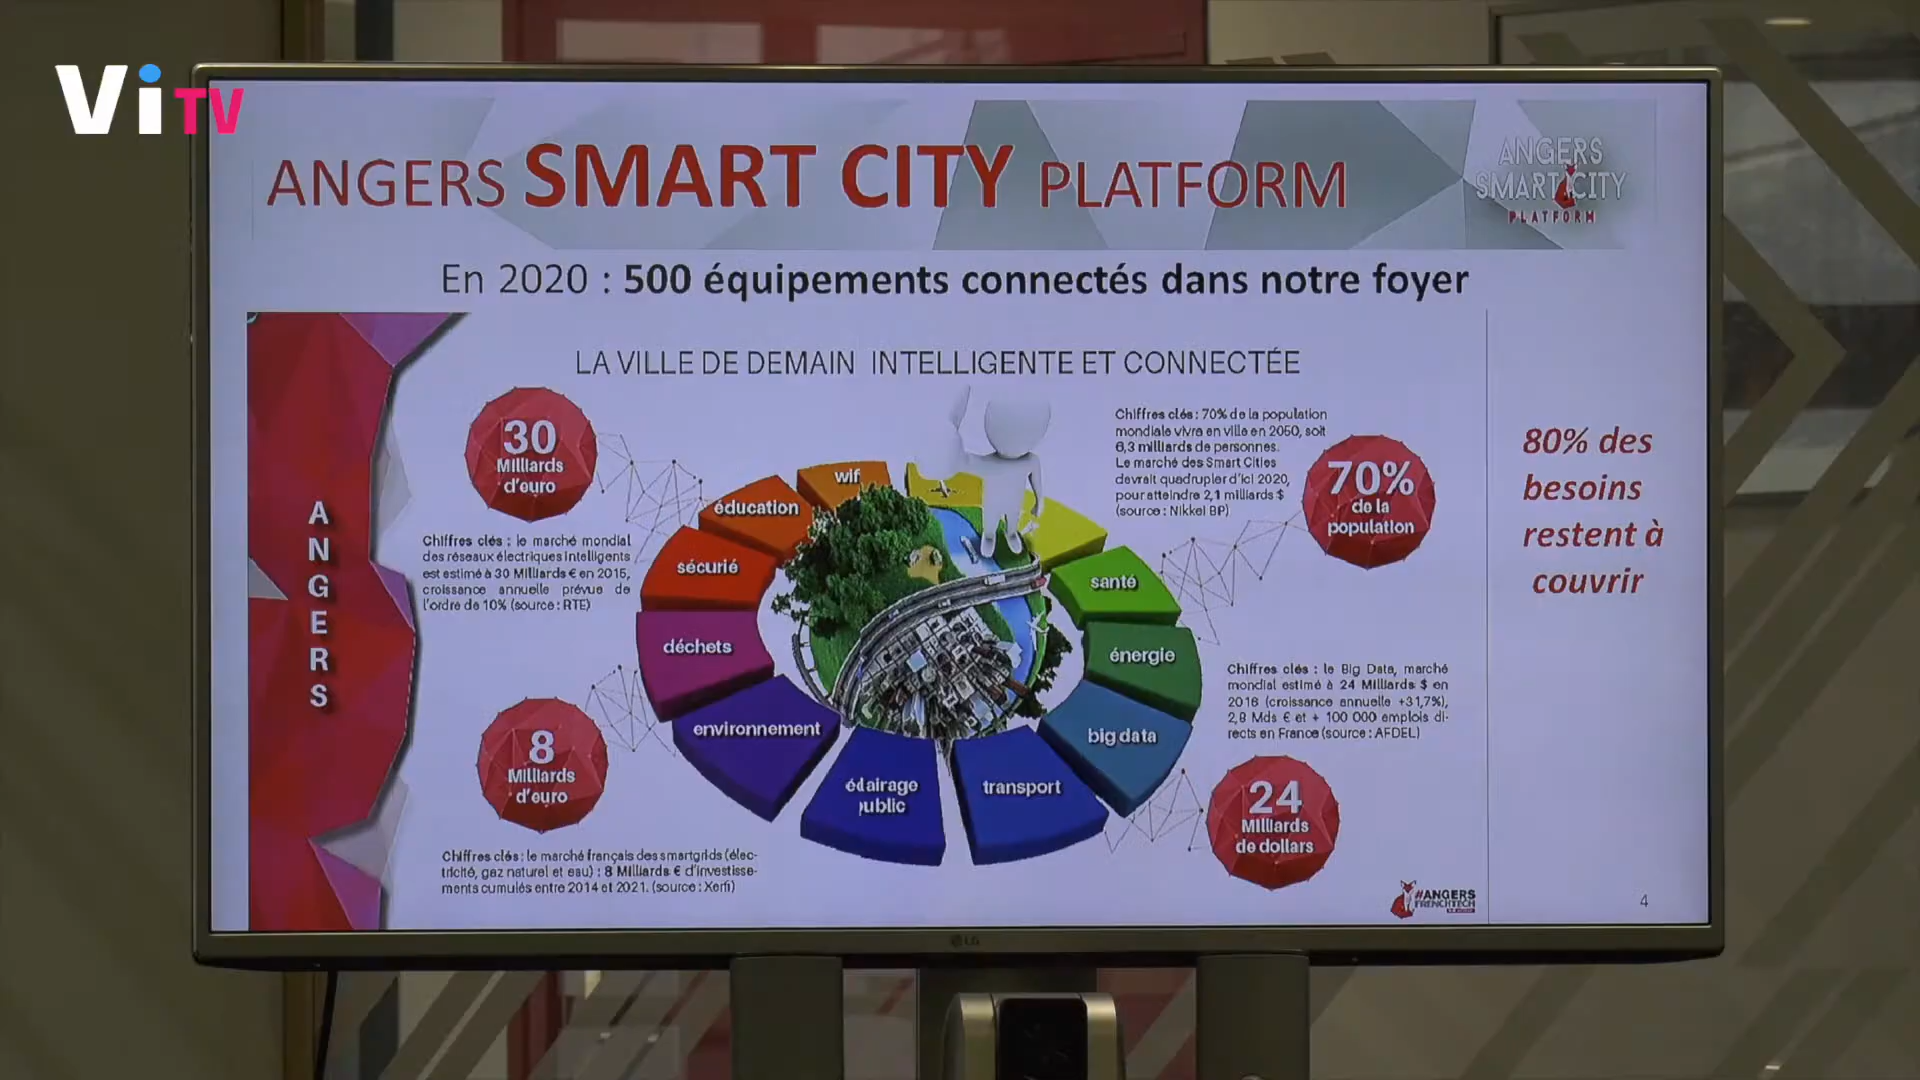 ViTV
ANGERS SMART CITY PLATFORM
ANGERS
SMART CITY
PLATFORM
En 2020 : 500 équipements connectés dans notre foyer
LA VILLE DE DEMAIN INTELLIGENTE ET CONNECTÉE
ANGERS
30
Milliards
d'euro
Chiffres clés : le marché mondial
des réseaux électriques intelligents
est estimé à 30 Milliards € en 2015,
croissance annuelle prévue de
l'ordre de 10% (source : RTE)
8
Milliards
d'euro
Chiffres clés : le marché français des smartgrids (élec-
tricité, gaz naturel et eau) : 8 Milliards € d'investisse-
ments cumulés entre 2014 et 2021. (source : Xerfi)
wif
éducation
sécurié
déchets
environnement
éclairage
public
transport
big data
énergie
santé
Chiffres clés : 70% de la population
mondiale vivra en ville en 2050, soit
6,3 milliards de personnes.
Le marché des Smart Cities
devrait quadrupler d'ici 2020,
pour atteindre 2,1 milliards $
(source : Nikkei BP)
70%
de la
population
Chiffres clés : le Big Data, marché
mondial estimé à 24 Milliards $ en
2016 (croissance annuelle +31,7%),
2,8 Mds € et + 100 000 emplois di-
rects en France (source : AFDEL)
24
Milliards
de dollars
80% des
besoins
restent à
couvrir
#ANGERS
FRENCHTECH
4
LG